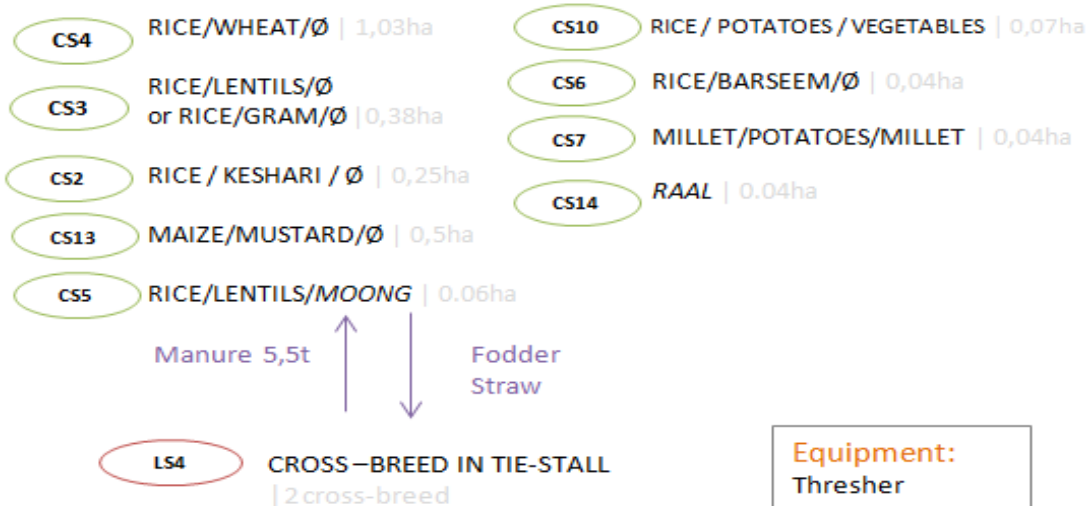 CS4 RICE/WHEAT/Ø | 1,03ha
CS3 RICE/LENTILS/Ø
or RICE/GRAM/Ø |0,38ha
CS2 RICE / KESHARI / Ø | 0,25ha
CS13 MAIZE/MUSTARD/Ø | 0,5ha
CS5 RICE/LENTILS/MOONG | 0.06ha
CS10 RICE / POTATOES / VEGETABLES | 0,07ha
CS6 RICE/BARSEEM/Ø | 0,04ha
CS7 MILLET/POTATOES/MILLET | 0,04ha
CS14 RAAL | 0.04ha
Manure 5,5t
Fodder
Straw
LS4 CROSS –BREED IN TIE-STALL
| 2 cross-breed
Equipment:
Thresher